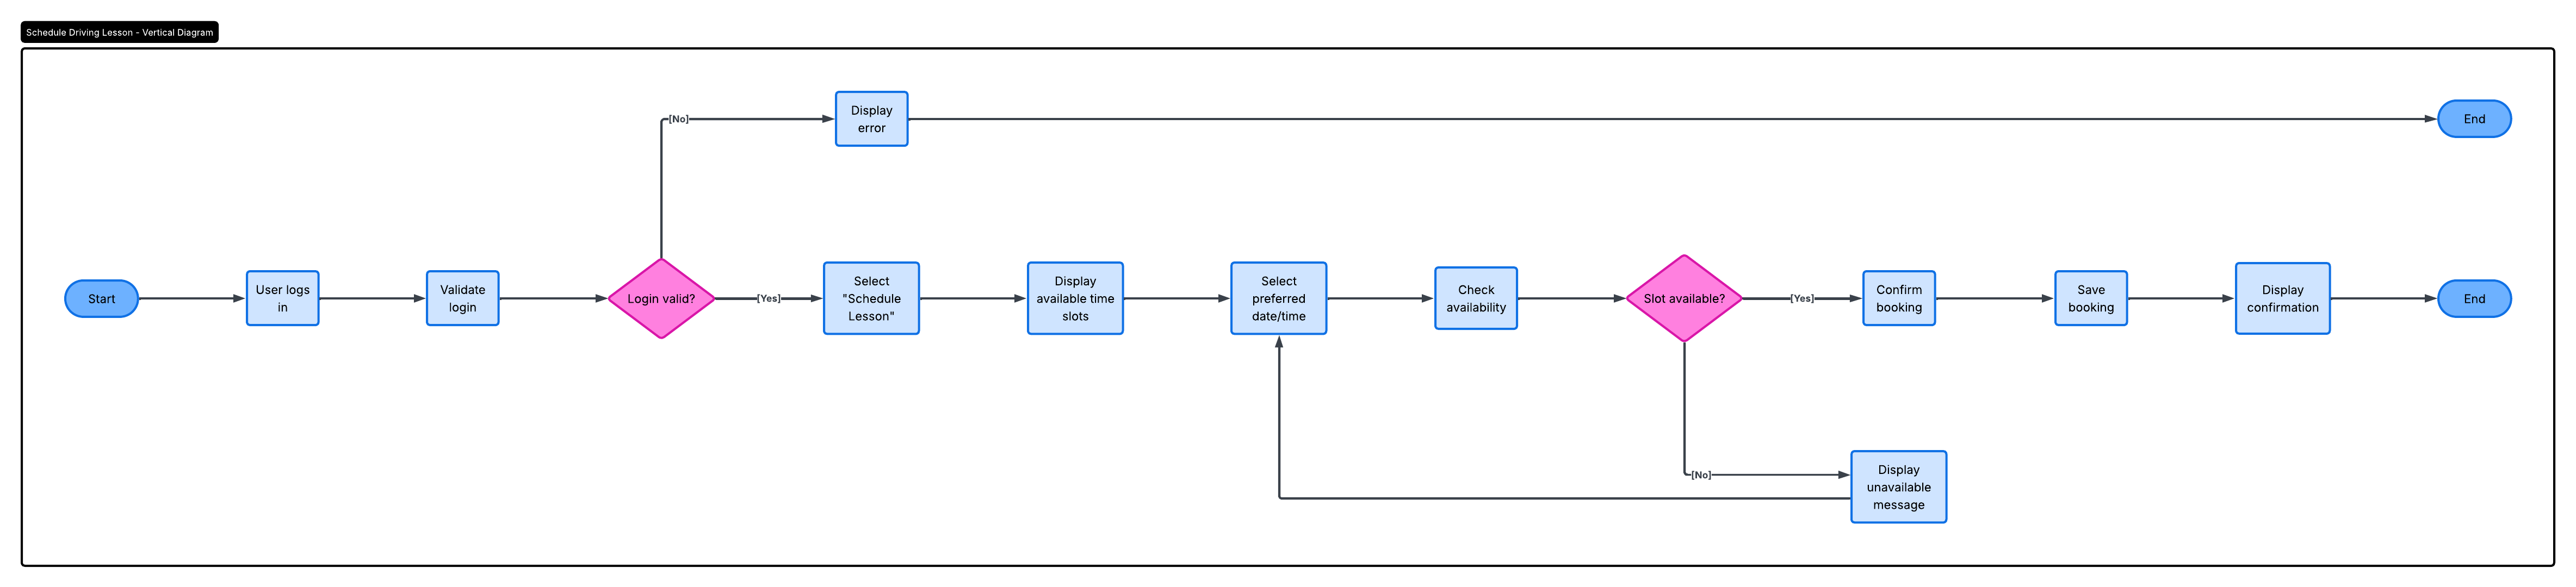 Schedule Driving Lesson - Vertical Diagram
[No]
Display
error
End
Start
User logs
in
Validate
login
Login valid?
[Yes]
Select
"Schedule
Lesson"
Display
available time
slots
Select
preferred
date/time
Check
availability
Slot available?
[Yes]
Confirm
booking
Save
booking
Display
confirmation
End
[No]
Display
unavailable
message